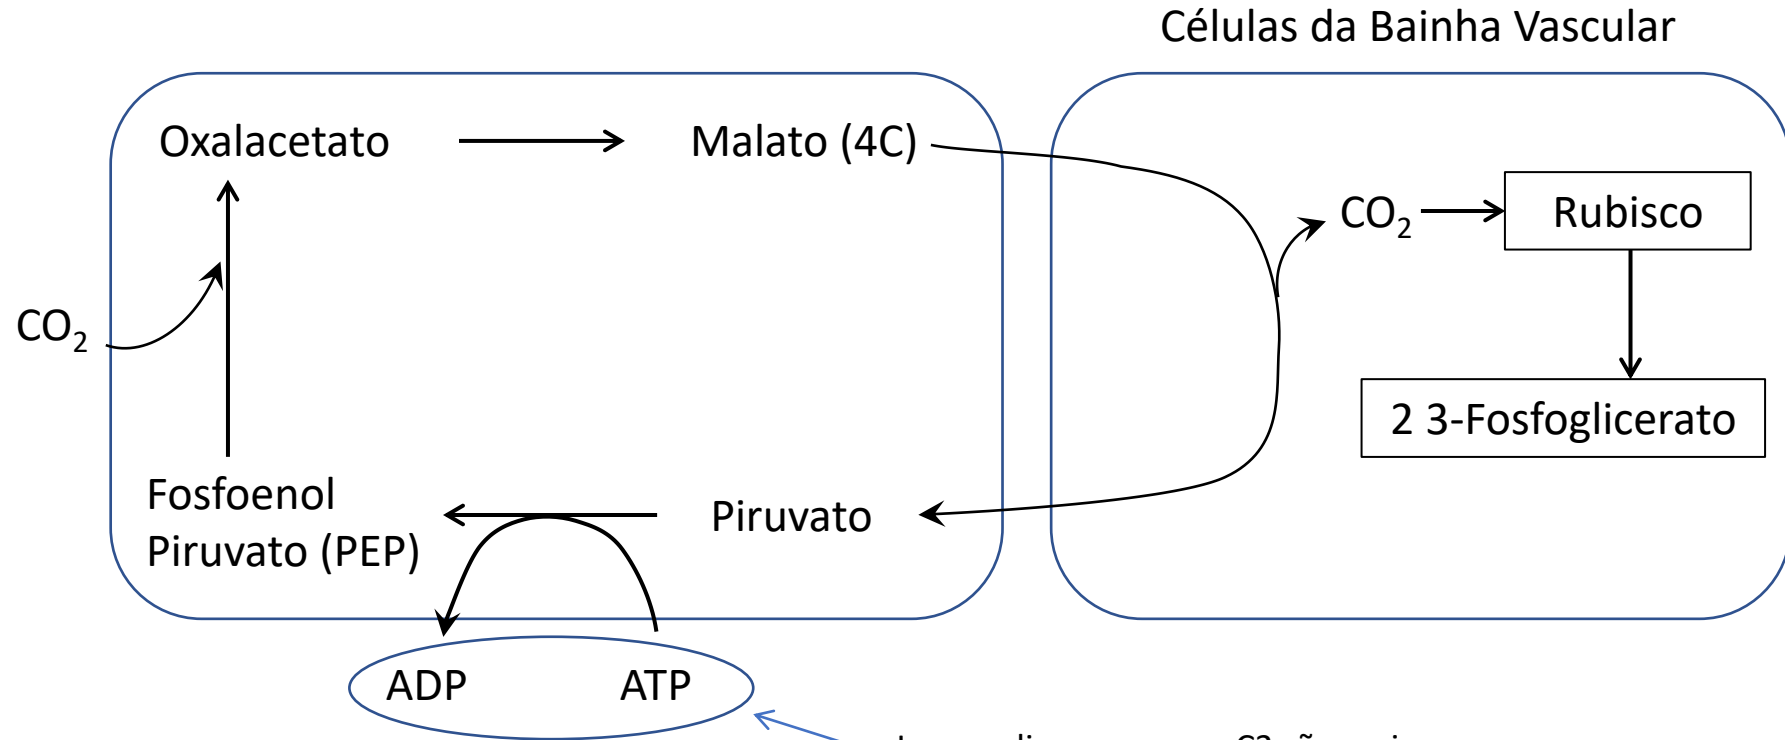 Células da Bainha Vascular
Oxalacetato
Malato (4C)
CO₂
Rubisco
CO₂
2 3-Fosfoglicerato
Fosfoenol
Piruvato (PEP)
Piruvato
ADP
ATP